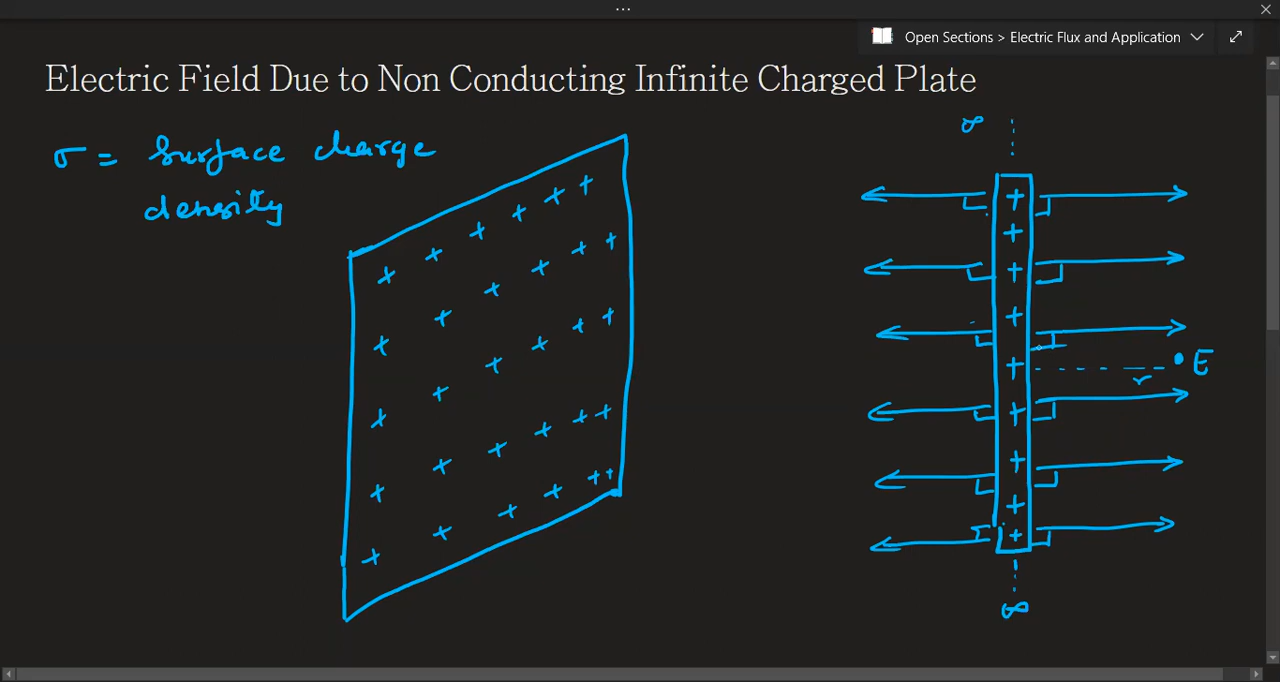 Open Sections > Electric Flux and Application
Electric Field Due to Non Conducting Infinite Charged Plate
σ = Surface charge
density
∞
+ + + + + +
+ + + + + +
+ + + + + +
+ + + + + +
+ + + + + +
+
+
+
+
+
+
+
+
+
E
r
∞